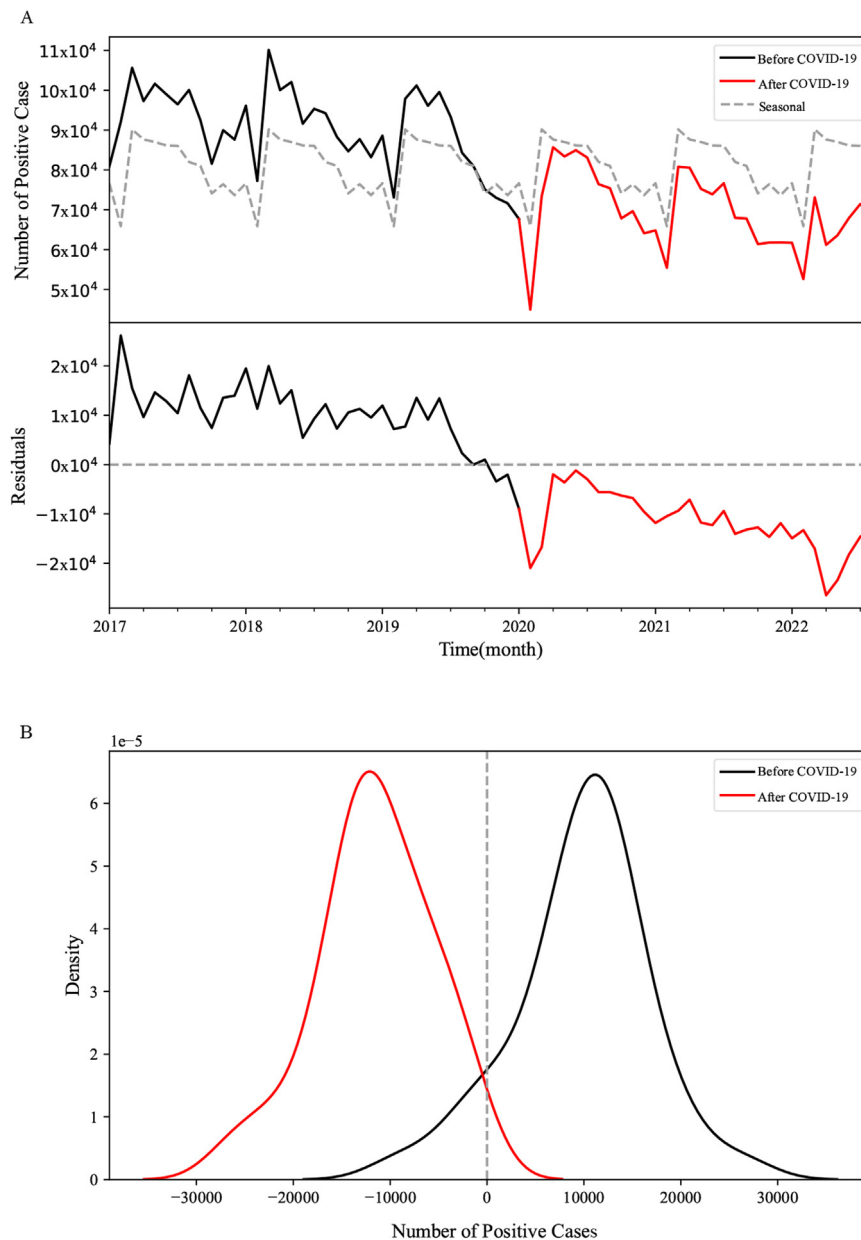 A
11x10⁴
10x10⁴
9x10⁴
8x10⁴
7x10⁴
6x10⁴
5x10⁴
Number of Positive Case
Before COVID-19
After COVID-19
Seasonal
2x10⁴
1x10⁴
0x10⁴
−1x10⁴
−2x10⁴
Residuals
2017 2018 2019 2020 2021 2022
Time(month)
B
1e−5
Before COVID-19
After COVID-19
6
5
4
3
2
1
0
Density
−30000 −20000 −10000 0 10000 20000 30000
Number of Positive Cases